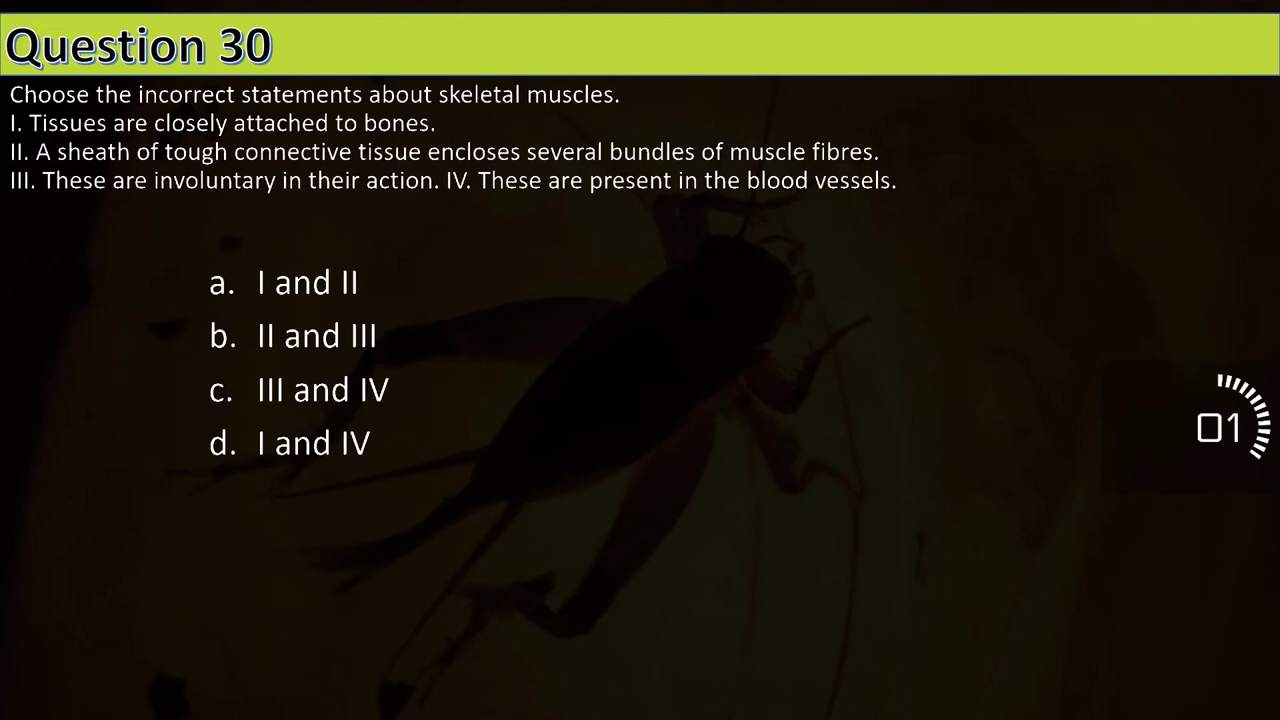 Question 30
Choose the incorrect statements about skeletal muscles.
I. Tissues are closely attached to bones.
II. A sheath of tough connective tissue encloses several bundles of muscle fibres.
III. These are involuntary in their action. IV. These are present in the blood vessels.
a. I and II
b. II and III
c. III and IV
d. I and IV
01